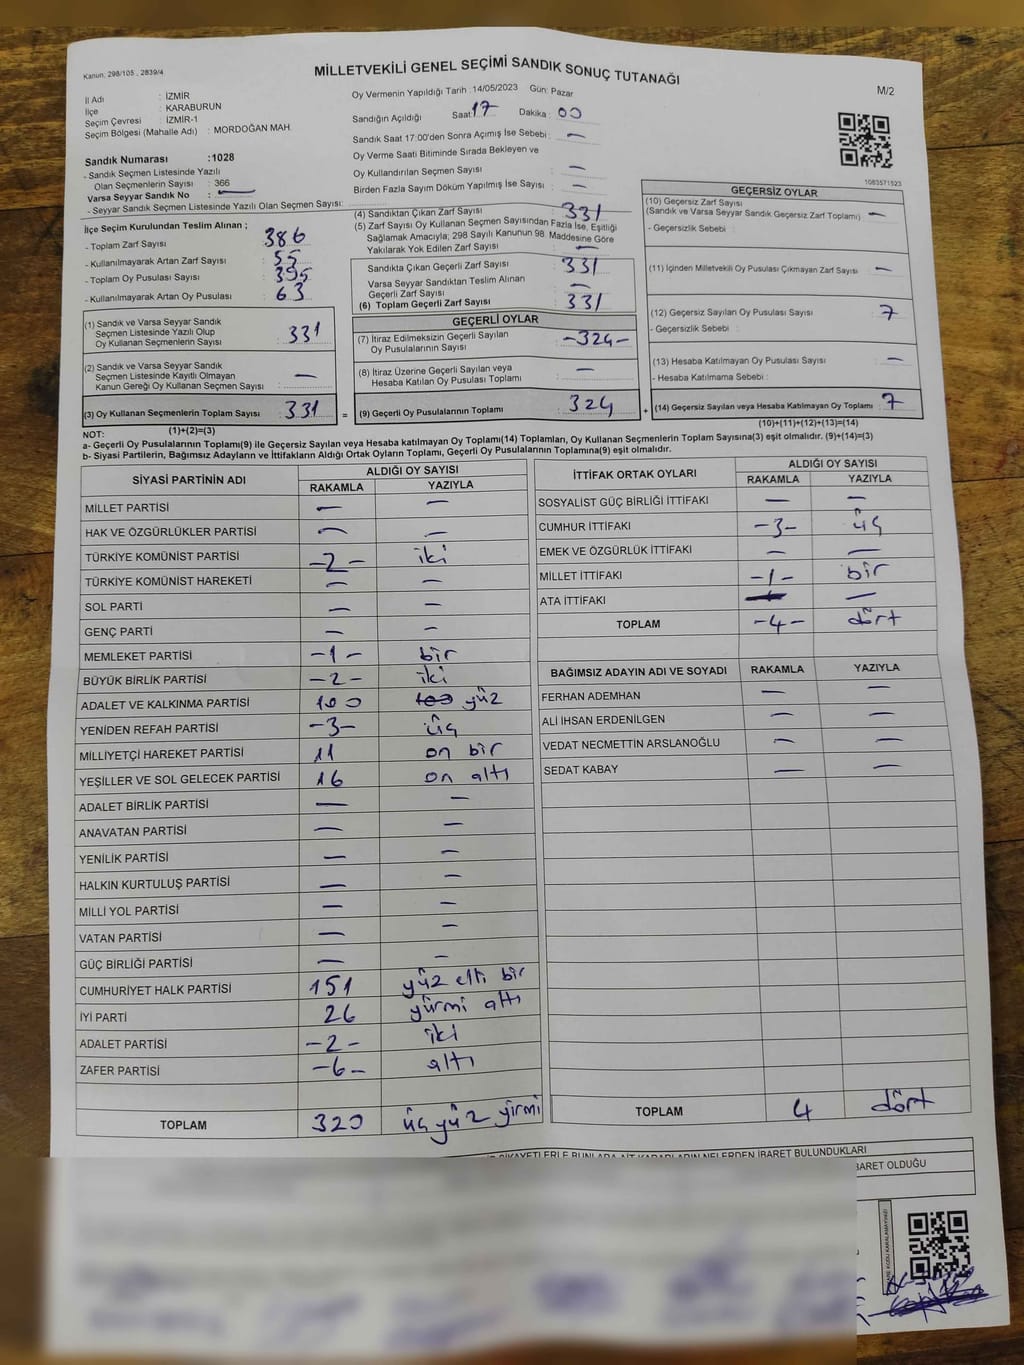 Kanun, 298/105 , 2839/4
MİLLETVEKİLİ GENEL SEÇİMİ SANDIK SONUÇ TUTANAĞI
M/2
İl Adı : İZMİR
İlçe : KARABURUN
Seçim Çevresi : İZMİR-1
Seçim Bölgesi (Mahalle Adı) : MORDOĞAN MAH.
Oy Vermenin Yapıldığı Tarih : 14/05/2023 Gün: Pazar
Sandığın Açıldığı Saat 17 Dakika : 00
Sandık Saat 17:00'den Sonra Açımış İse Sebebi : —
Oy Verme Saati Bitiminde Sırada Bekleyen ve
Oy Kullandırılan Seçmen Sayısı : —
Birden Fazla Sayım Döküm Yapılmış İse Sayısı : —
Sandık Numarası :1028
- Sandık Seçmen Listesinde Yazılı
Olan Seçmenlerin Sayısı : 366
Varsa Seyyar Sandık No : —
- Seyyar Sandık Seçmen Listesinde Yazılı Olan Seçmen Sayısı:
1083571523
İlçe Seçim Kurulundan Teslim Alınan ;
- Toplam Zarf Sayısı : 386
- Kullanılmayarak Artan Zarf Sayısı : 55
- Toplam Oy Pusulası Sayısı : 395
- Kullanılmayarak Artan Oy Pusulası : 63
(1) Sandık ve Varsa Seyyar Sandık
Seçmen Listesinde Yazılı Olup
Oy Kullanan Seçmenlerin Sayısı : 331
(2) Sandık ve Varsa Seyyar Sandık
Seçmen Listesinde Kayıtlı Olmayan
Kanun Gereği Oy Kullanan Seçmen Sayısı : —
(3) Oy Kullanan Seçmenlerin Toplam Sayısı : 331
(1)+(2)=(3)
(4) Sandıktan Çıkan Zarf Sayısı : 331
(5) Zarf Sayısı Oy Kullanan Seçmen Sayısından Fazla İse, Eşitliği
Sağlamak Amacıyla; 298 Sayılı Kanunun 98. Maddesine Göre
Yakılarak Yok Edilen Zarf Sayısı : —
Sandıkta Çıkan Geçerli Zarf Sayısı : 331
Varsa Seyyar Sandıktan Teslim Alınan
Geçerli Zarf Sayısı : —
(6) Toplam Geçerli Zarf Sayısı : 331
GEÇERLİ OYLAR
(7) İtiraz Edilmeksizin Geçerli Sayılan
Oy Pusulalarının Sayısı : -324-
(8) İtiraz Üzerine Geçerli Sayılan veya
Hesaba Katılan Oy Pusulası Toplamı : —
= (9) Geçerli Oy Pusulalarının Toplamı : 324
GEÇERSİZ OYLAR
(10) Geçersiz Zarf Sayısı
(Sandık ve Varsa Seyyar Sandık Geçersiz Zarf Toplamı) : —
- Geçersizlik Sebebi :
(11) İçinden Milletvekili Oy Pusulası Çıkmayan Zarf Sayısı : —
(12) Geçersiz Sayılan Oy Pusulası Sayısı : 7
- Geçersizlik Sebebi :
(13) Hesaba Katılmayan Oy Pusulası Sayısı : —
- Hesaba Katılmama Sebebi :
+ (14) Geçersiz Sayılan veya Hesaba Katılmayan Oy Toplamı : 7
(10)+(11)+(12)+(13)=(14)
NOT:
a- Geçerli Oy Pusulalarının Toplamı(9) ile Geçersiz Sayılan veya Hesaba katılmayan Oy Toplamı(14) Toplamları, Oy Kullanan Seçmenlerin Toplam Sayısına(3) eşit olmalıdır. (9)+(14)=(3)
b- Siyasi Partilerin, Bağımsız Adayların ve İttifakların Aldığı Ortak Oyların Toplamı, Geçerli Oy Pusulalarının Toplamına(9) eşit olmalıdır.
SİYASİ PARTİNİN ADI ALDIĞI OY SAYISI
RAKAMLA YAZIYLA
MİLLET PARTİSİ — —
HAK VE ÖZGÜRLÜKLER PARTİSİ — —
TÜRKİYE KOMÜNİST PARTİSİ -2- iki
TÜRKİYE KOMÜNİST HAREKETİ — —
SOL PARTİ — —
GENÇ PARTİ — —
MEMLEKET PARTİSİ -1- bir
BÜYÜK BİRLİK PARTİSİ -2- iki
ADALET VE KALKINMA PARTİSİ 100 100 yüz
YENİDEN REFAH PARTİSİ -3- üç
MİLLİYETÇİ HAREKET PARTİSİ 11 on bir
YEŞİLLER VE SOL GELECEK PARTİSİ 16 on altı
ADALET BİRLİK PARTİSİ — —
ANAVATAN PARTİSİ — —
YENİLİK PARTİSİ — —
HALKIN KURTULUŞ PARTİSİ — —
MİLLİ YOL PARTİSİ — —
VATAN PARTİSİ — —
GÜÇ BİRLİĞİ PARTİSİ — —
CUMHURİYET HALK PARTİSİ 151 yüz elli bir
İYİ PARTİ 26 yirmi altı
ADALET PARTİSİ -2- iki
ZAFER PARTİSİ -6- altı
TOPLAM 320 üç yüz yirmi
İTTİFAK ORTAK OYLARI ALDIĞI OY SAYISI
RAKAMLA YAZIYLA
SOSYALİST GÜÇ BİRLİĞİ İTTİFAKI — —
CUMHUR İTTİFAKI -3- üç
EMEK VE ÖZGÜRLÜK İTTİFAKI — —
MİLLET İTTİFAKI -1- bir
ATA İTTİFAKI — —
TOPLAM -4- dört
BAĞIMSIZ ADAYIN ADI VE SOYADI RAKAMLA YAZIYLA
FERHAN ADEMHAN — —
ALİ İHSAN ERDENİLGEN — —
VEDAT NECMETTİN ARSLANOĞLU — —
SEDAT KABAY — —
TOPLAM 4 dört
NELERDEN İBARET BULUNDUKLARI
BARET OLDUĞU